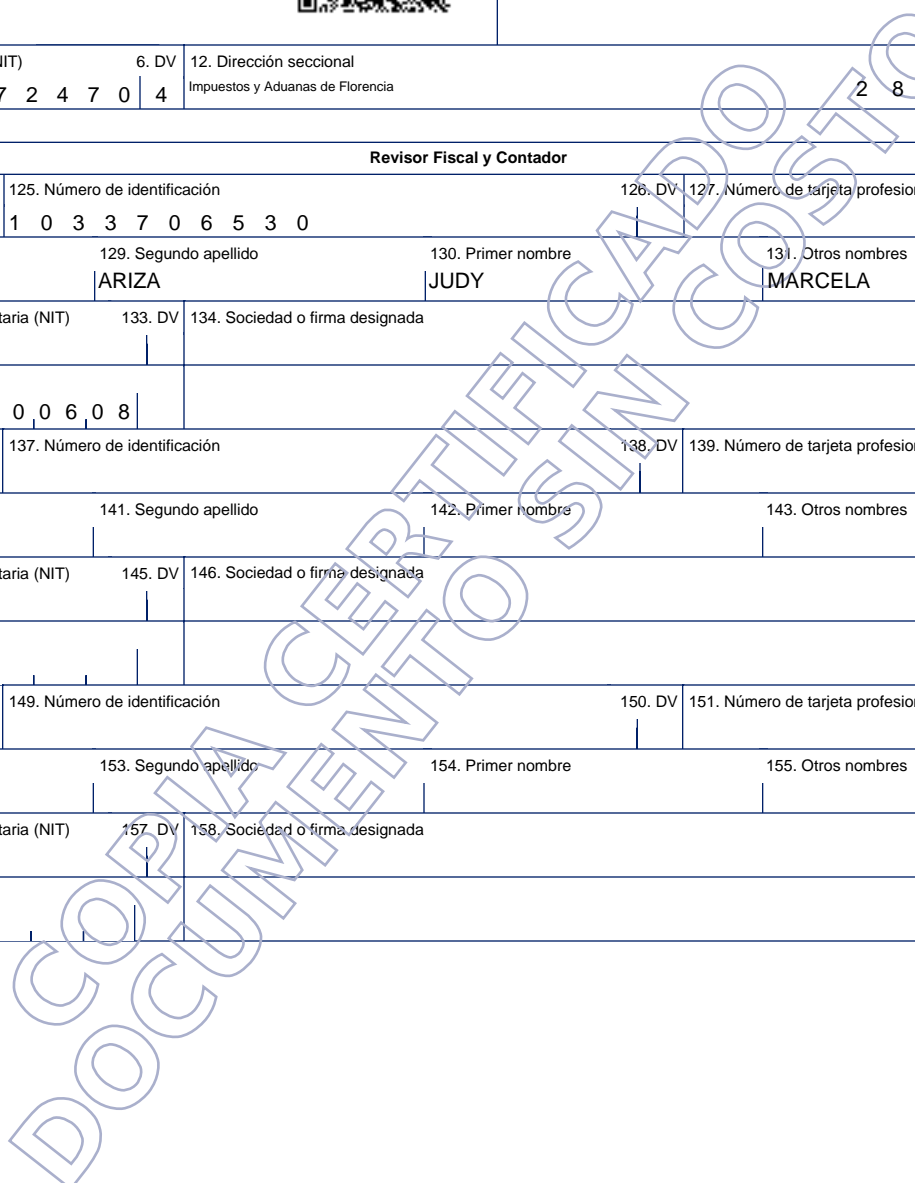 NIT) 6. DV 12. Dirección seccional
7 2 4 7 0 4 Impuestos y Aduanas de Florencia 2 8
Revisor Fiscal y Contador
125. Número de identificación 126. DV 127. Número de tarjeta profesion
1 0 3 3 7 0 6 5 3 0
129. Segundo apellido 130. Primer nombre 131. Otros nombres
ARIZA JUDY MARCELA
taria (NIT) 133. DV 134. Sociedad o firma designada
0 0 6 0 8
137. Número de identificación 138. DV 139. Número de tarjeta profesion
141. Segundo apellido 142. Primer nombre 143. Otros nombres
taria (NIT) 145. DV 146. Sociedad o firma designada
149. Número de identificación 150. DV 151. Número de tarjeta profesion
153. Segundo apellido 154. Primer nombre 155. Otros nombres
taria (NIT) 157. DV 158. Sociedad o firma designada
COPIA CERTIFICADO
DOCUMENTO SIN COSTO